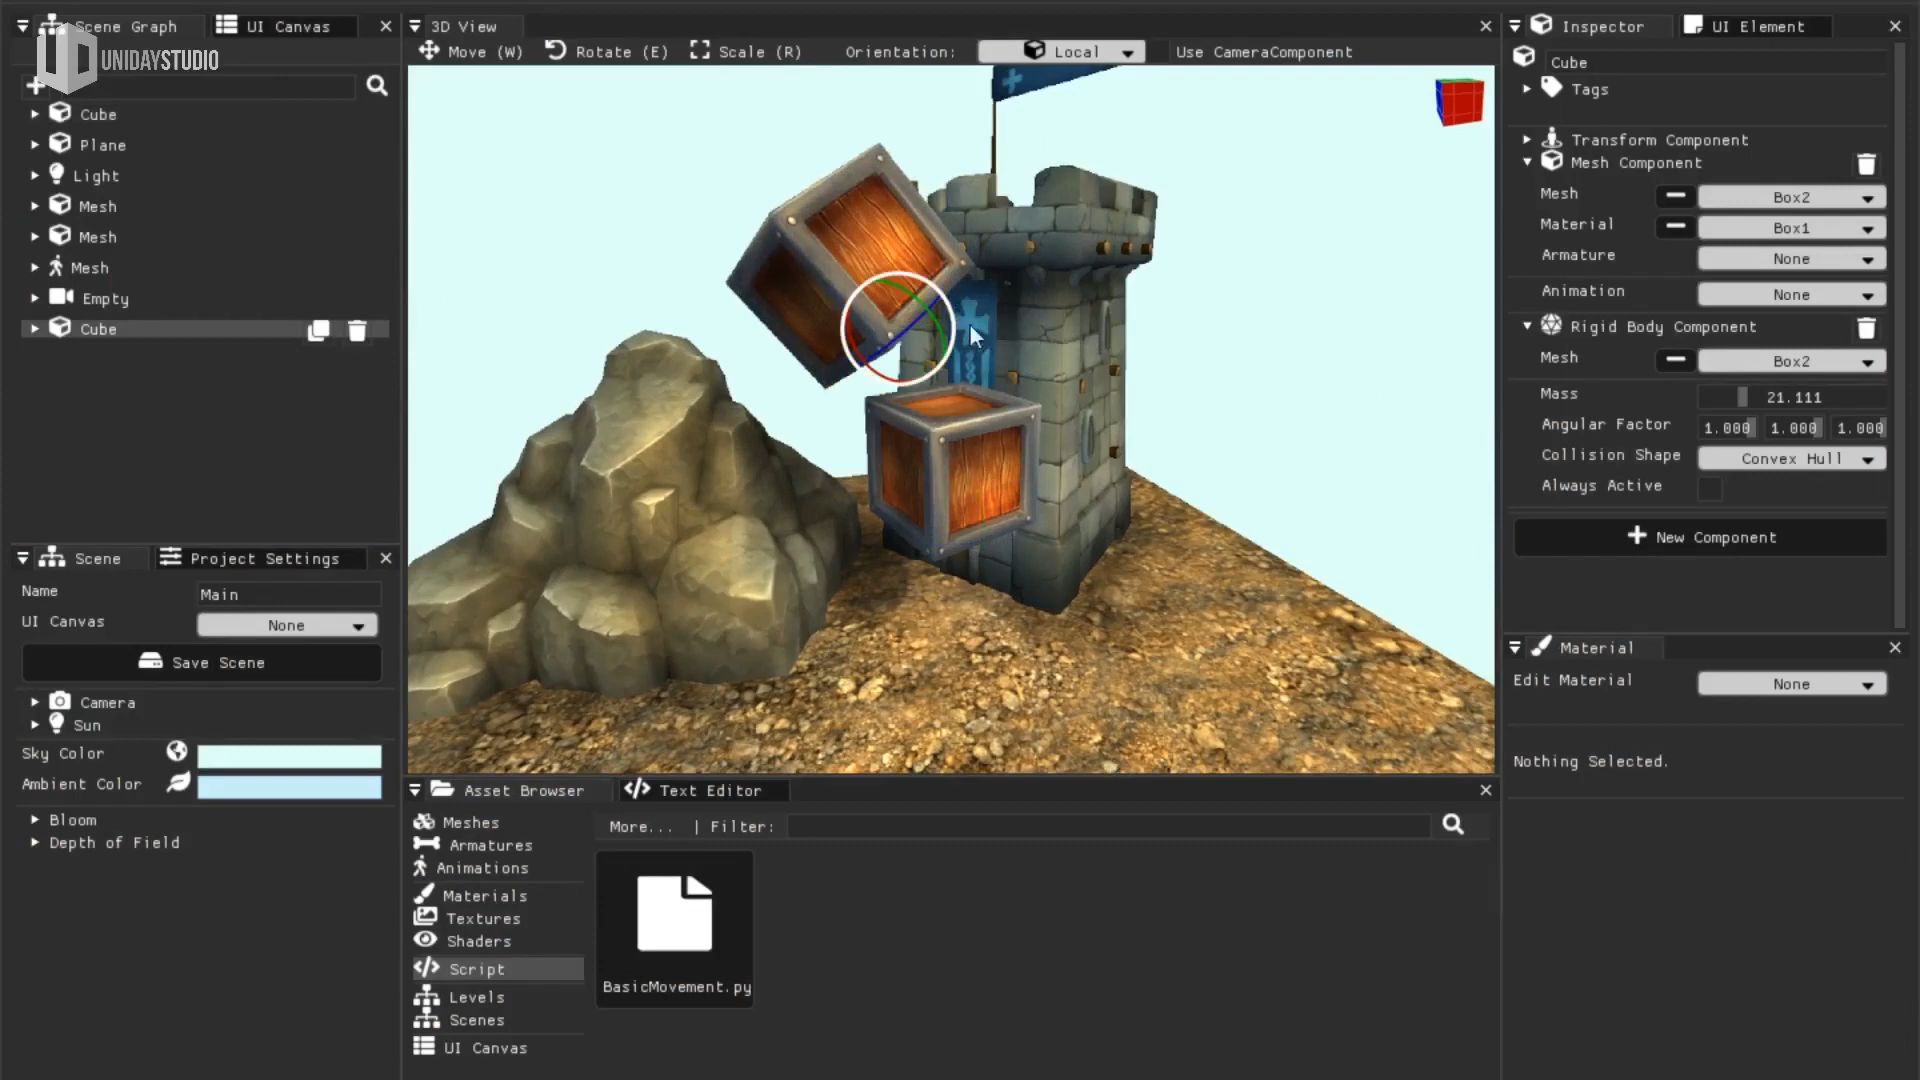 Scene Graph
UI Canvas
UNIDAYSTUDIO
Cube
Plane
Light
Mesh
Mesh
Mesh
Empty
Cube
Scene
Project Settings
Name
Main
UI Canvas
None
Save Scene
Camera
Sun
Sky Color
Ambient Color
Bloom
Depth of Field
3D View
Move (W)
Rotate (E)
Scale (R)
Orientation:
Local
Use CameraComponent
Asset Browser
Text Editor
Meshes
Armatures
Animations
Materials
Textures
Shaders
Script
Levels
Scenes
UI Canvas
More... | Filter:
BasicMovement.py
Inspector
UI Element
Cube
Tags
Transform Component
Mesh Component
Mesh
Box2
Material
Box1
Armature
None
Animation
None
Rigid Body Component
Mesh
Box2
Mass
21.111
Angular Factor
1.000
1.000
1.000
Collision Shape
Convex Hull
Always Active
New Component
Material
Edit Material
None
Nothing Selected.